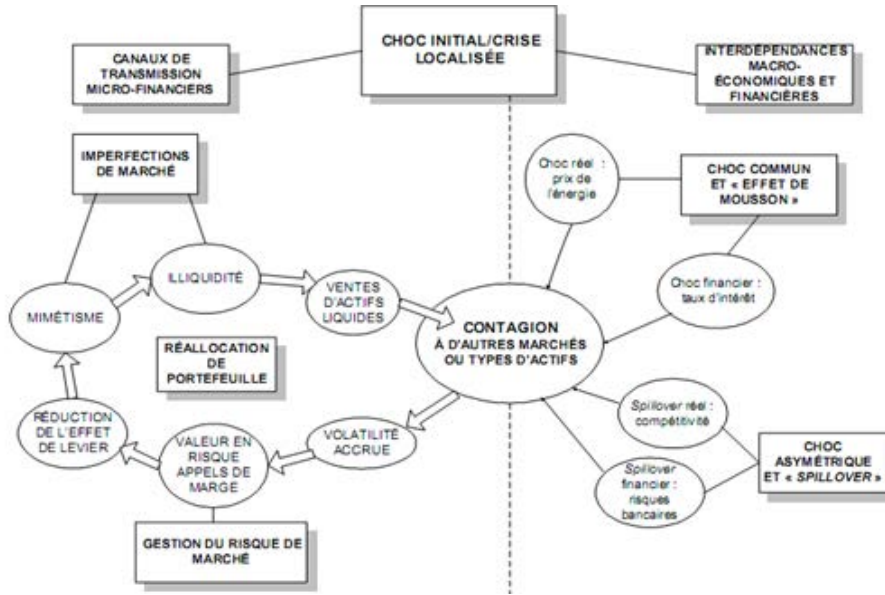 CHOC INITIAL/CRISE
LOCALISÉE
CANAUX DE
TRANSMISSION
MICRO-FINANCIERS
INTERDÉPENDANCES
MACRO-
ÉCONOMIQUES ET
FINANCIÈRES
IMPERFECTIONS
DE MARCHÉ
Choc réel :
prix de
l'énergie
CHOC COMMUN
ET « EFFET DE
MOUSSON »
ILLIQUIDITÉ
MIMÉTISME
VENTES
D'ACTIFS
LIQUIDES
Choc financier :
taux d'intérêt
CONTAGION
À D'AUTRES MARCHÉS
OU TYPES D'ACTIFS
RÉALLOCATION
DE
PORTEFEUILLE
RÉDUCTION
DE L'EFFET
DE LEVIER
VALEUR EN
RISQUE
APPELS DE
MARGE
VOLATILITÉ
ACCRUE
Spillover réel :
compétitivité
Spillover
financier :
risques
bancaires
CHOC
ASYMÉTRIQUE
ET « SPILLOVER »
GESTION DU RISQUE DE
MARCHÉ